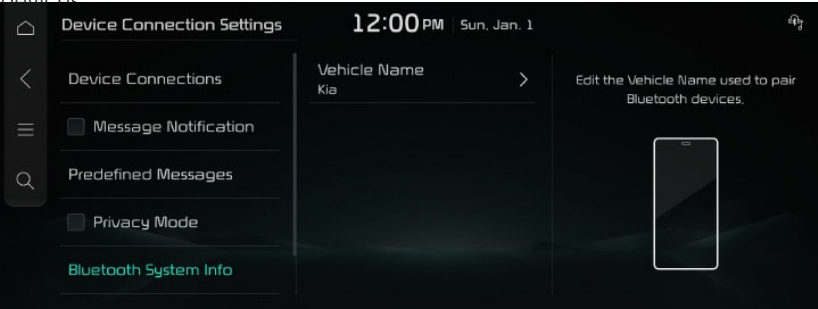 Device Connection Settings
12:00 PM Sun, Jan. 1
Device Connections
Message Notification
Predefined Messages
Privacy Mode
Bluetooth System Info
Vehicle Name
Kia
Edit the Vehicle Name used to pair
Bluetooth devices.